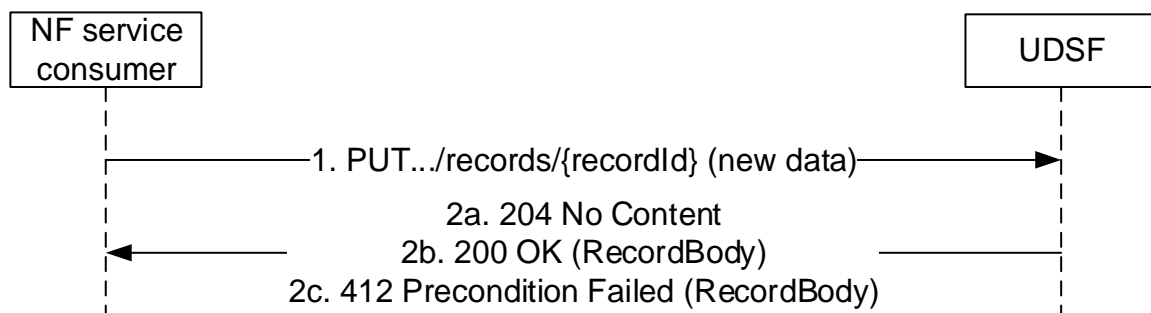 NF service
consumer
UDSF
1. PUT.../records/{recordId} (new data)
2a. 204 No Content
2b. 200 OK (RecordBody)
2c. 412 Precondition Failed (RecordBody)